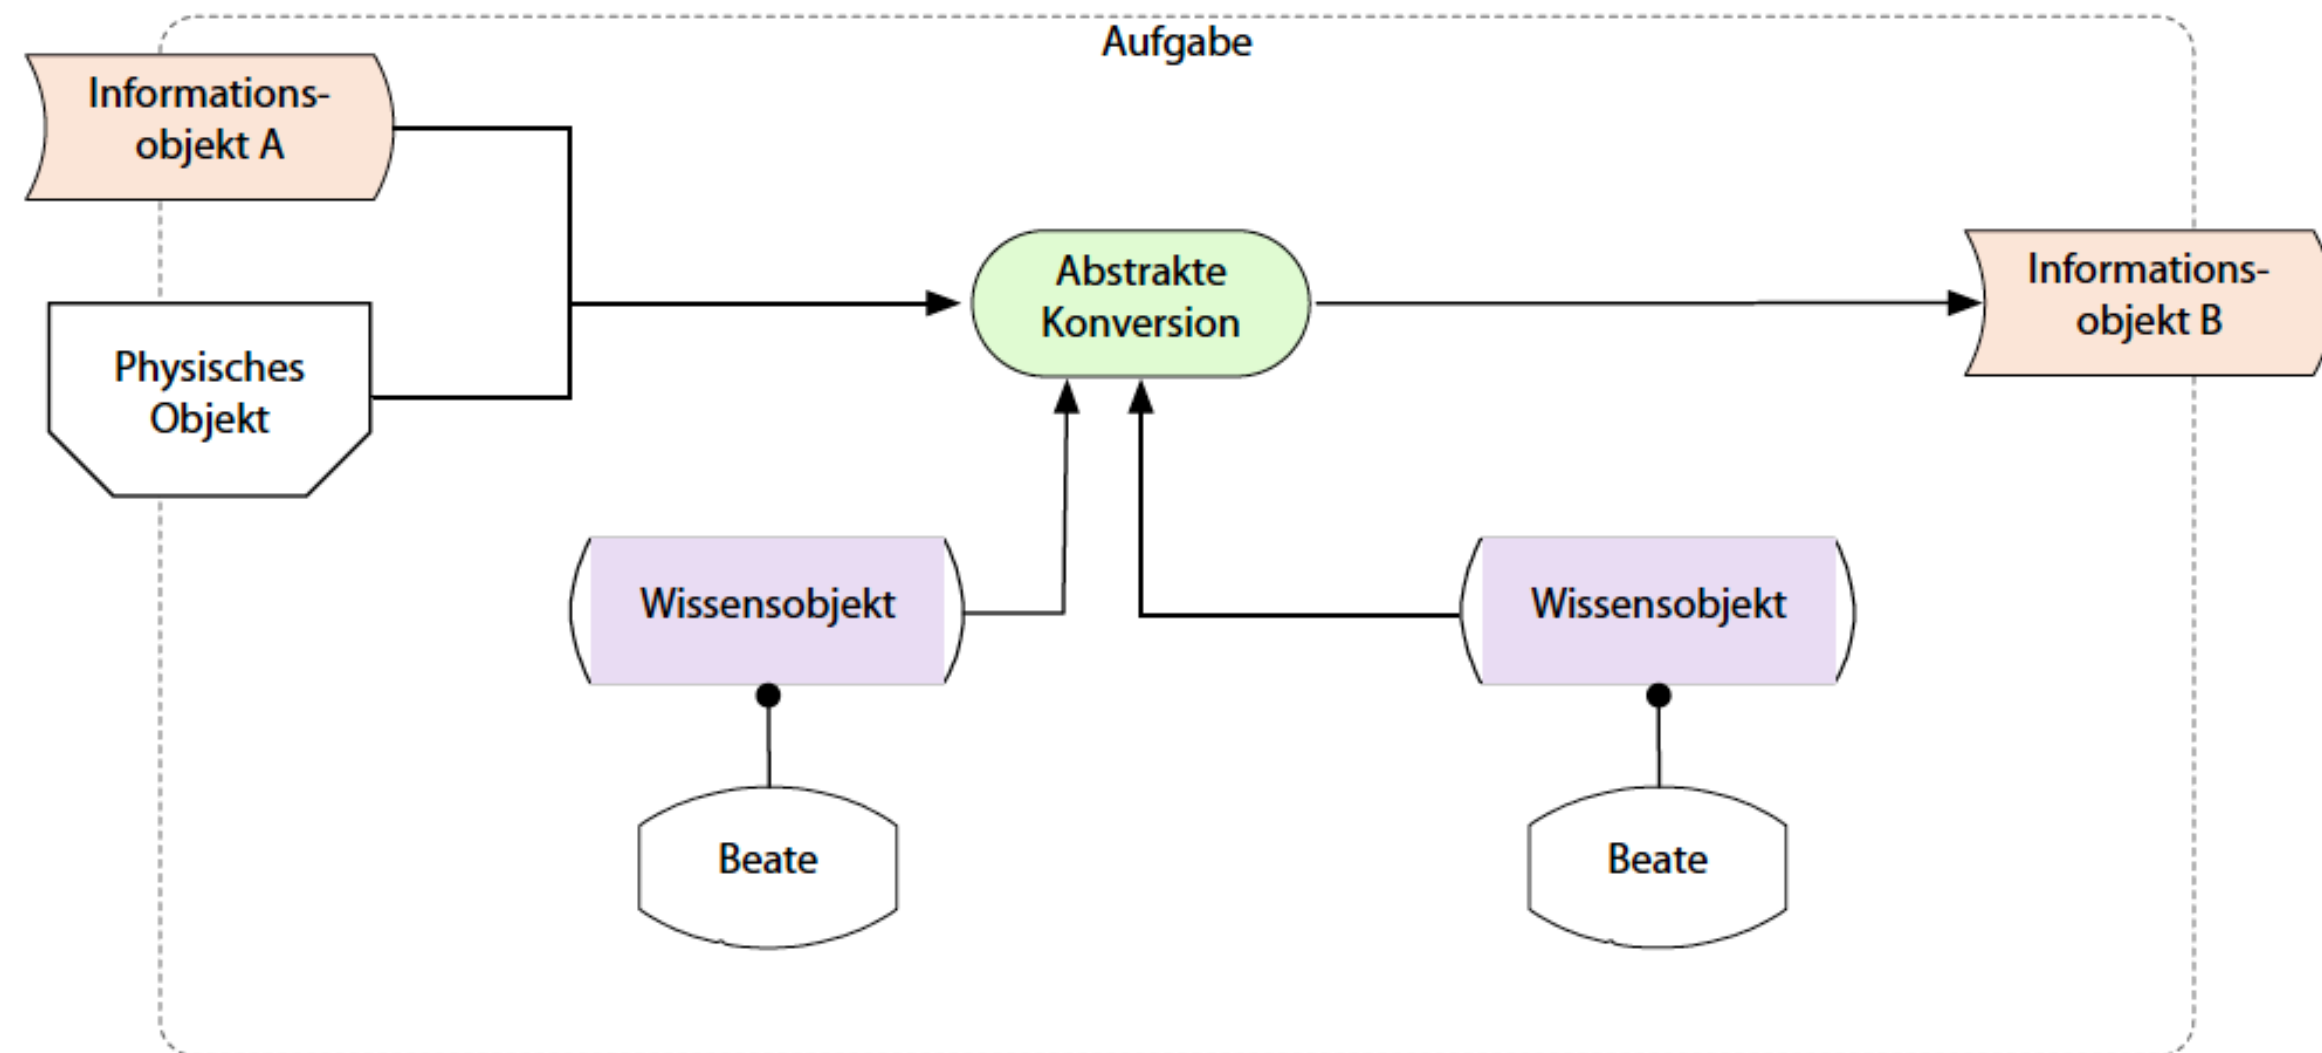 Aufgabe
Informations-
objekt A
Physisches
Objekt
Abstrakte
Konversion
Informations-
objekt B
Wissensobjekt
Wissensobjekt
Beate
Beate